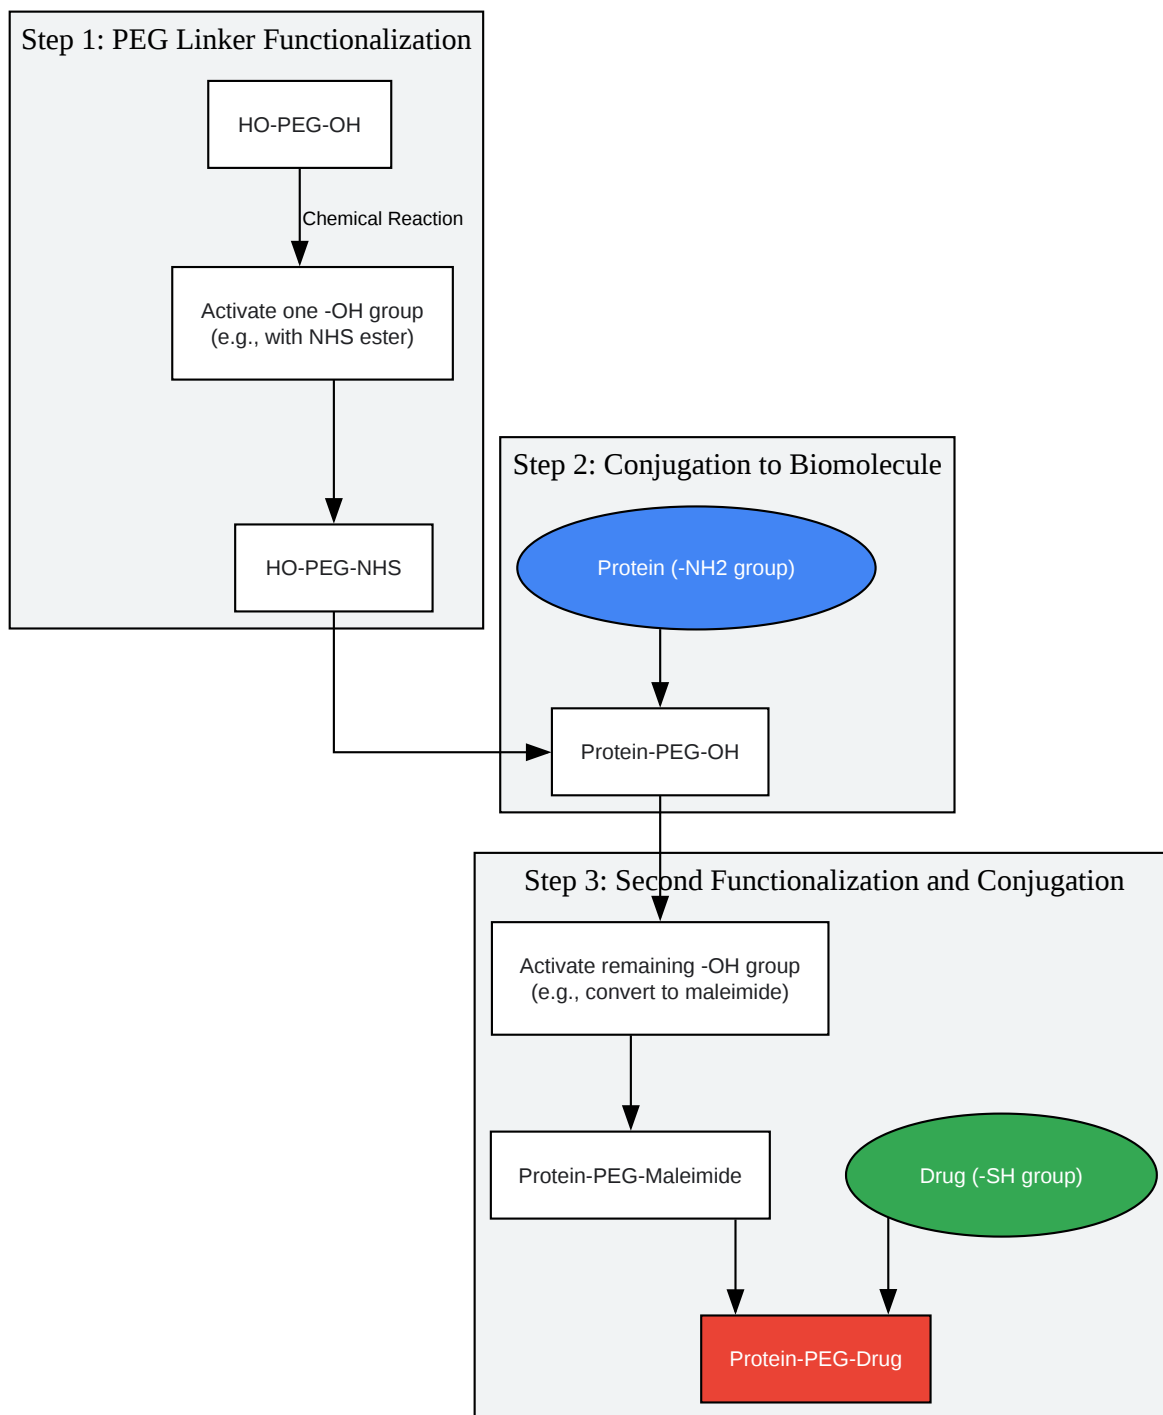 Step 1: PEG Linker Functionalization
HO-PEG-OH
Chemical Reaction
Activate one -OH group
(e.g., with NHS ester)
HO-PEG-NHS
Step 2: Conjugation to Biomolecule
Protein (-NH2 group)
Protein-PEG-OH
Step 3: Second Functionalization and Conjugation
Activate remaining -OH group
(e.g., convert to maleimide)
Protein-PEG-Maleimide
Drug (-SH group)
Protein-PEG-Drug